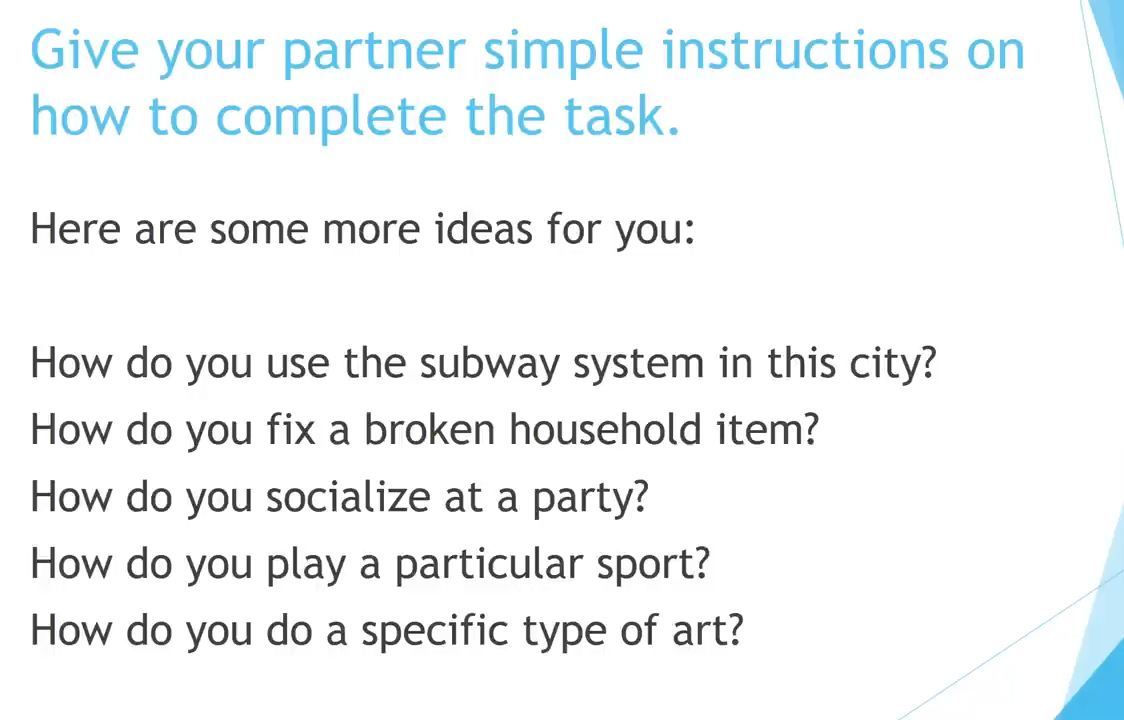 Give your partner simple instructions on
how to complete the task.
Here are some more ideas for you:
How do you use the subway system in this city?
How do you fix a broken household item?
How do you socialize at a party?
How do you play a particular sport?
How do you do a specific type of art?